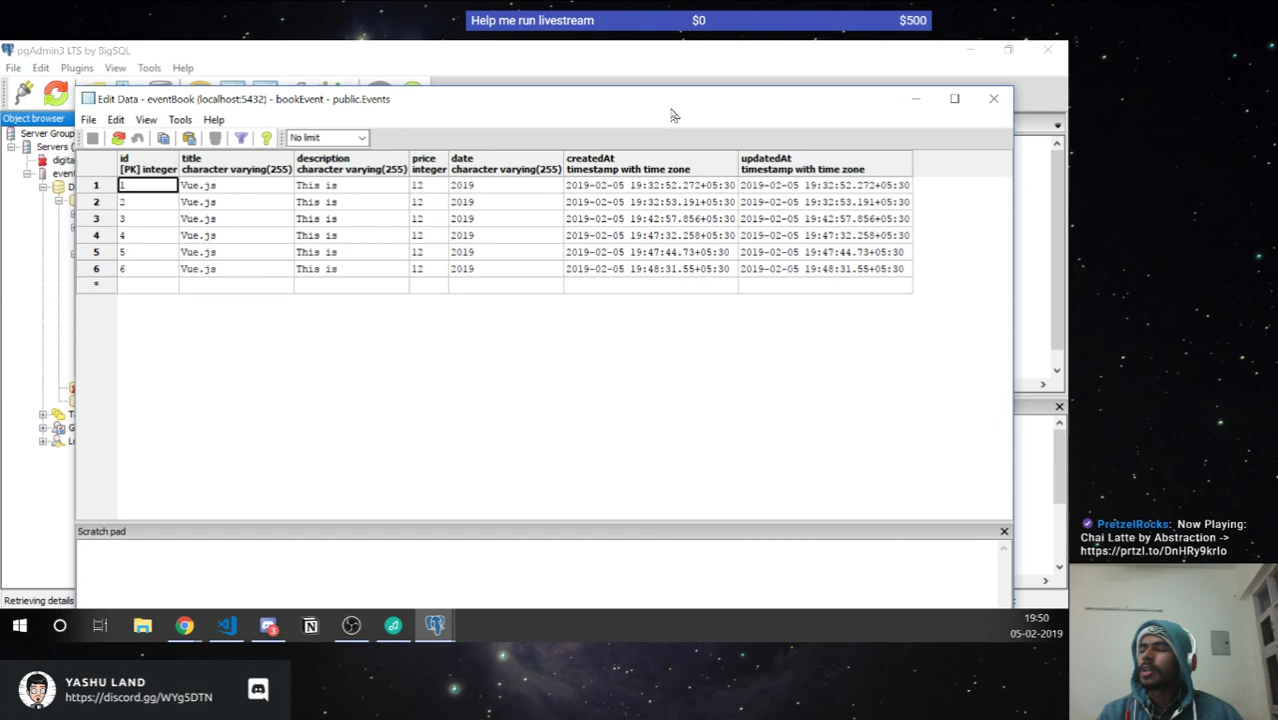 Help me run livestream $0 $500
pgAdmin3 LTS by BigSQL
File Edit Plugins View Tools Help
Object browser
Server Group
Servers (
digita
even
D
T
G
L
Retrieving details
Edit Data - eventBook (localhost:5432) - bookEvent - public.Events
File Edit View Tools Help
No limit
id title description price date createdAt updatedAt
[PK] integer character varying(255) character varying(255) integer character varying(255) timestamp with time zone timestamp with time zone
1 1 Vue.js This is 12 2019 2019-02-05 19:32:52.272+05:30 2019-02-05 19:32:52.272+05:30
2 2 Vue.js This is 12 2019 2019-02-05 19:32:53.191+05:30 2019-02-05 19:32:53.191+05:30
3 3 Vue.js This is 12 2019 2019-02-05 19:42:57.856+05:30 2019-02-05 19:42:57.856+05:30
4 4 Vue.js This is 12 2019 2019-02-05 19:47:32.258+05:30 2019-02-05 19:47:32.258+05:30
5 5 Vue.js This is 12 2019 2019-02-05 19:47:44.73+05:30 2019-02-05 19:47:44.73+05:30
6 6 Vue.js This is 12 2019 2019-02-05 19:48:31.55+05:30 2019-02-05 19:48:31.55+05:30
*
Scratch pad
PretzelRocks: Now Playing:
Chai Latte by Abstraction ->
https://prtzl.to/DnHRy9krIo
3
19:50
05-02-2019
YASHU LAND
https://discord.gg/WYg5DTN